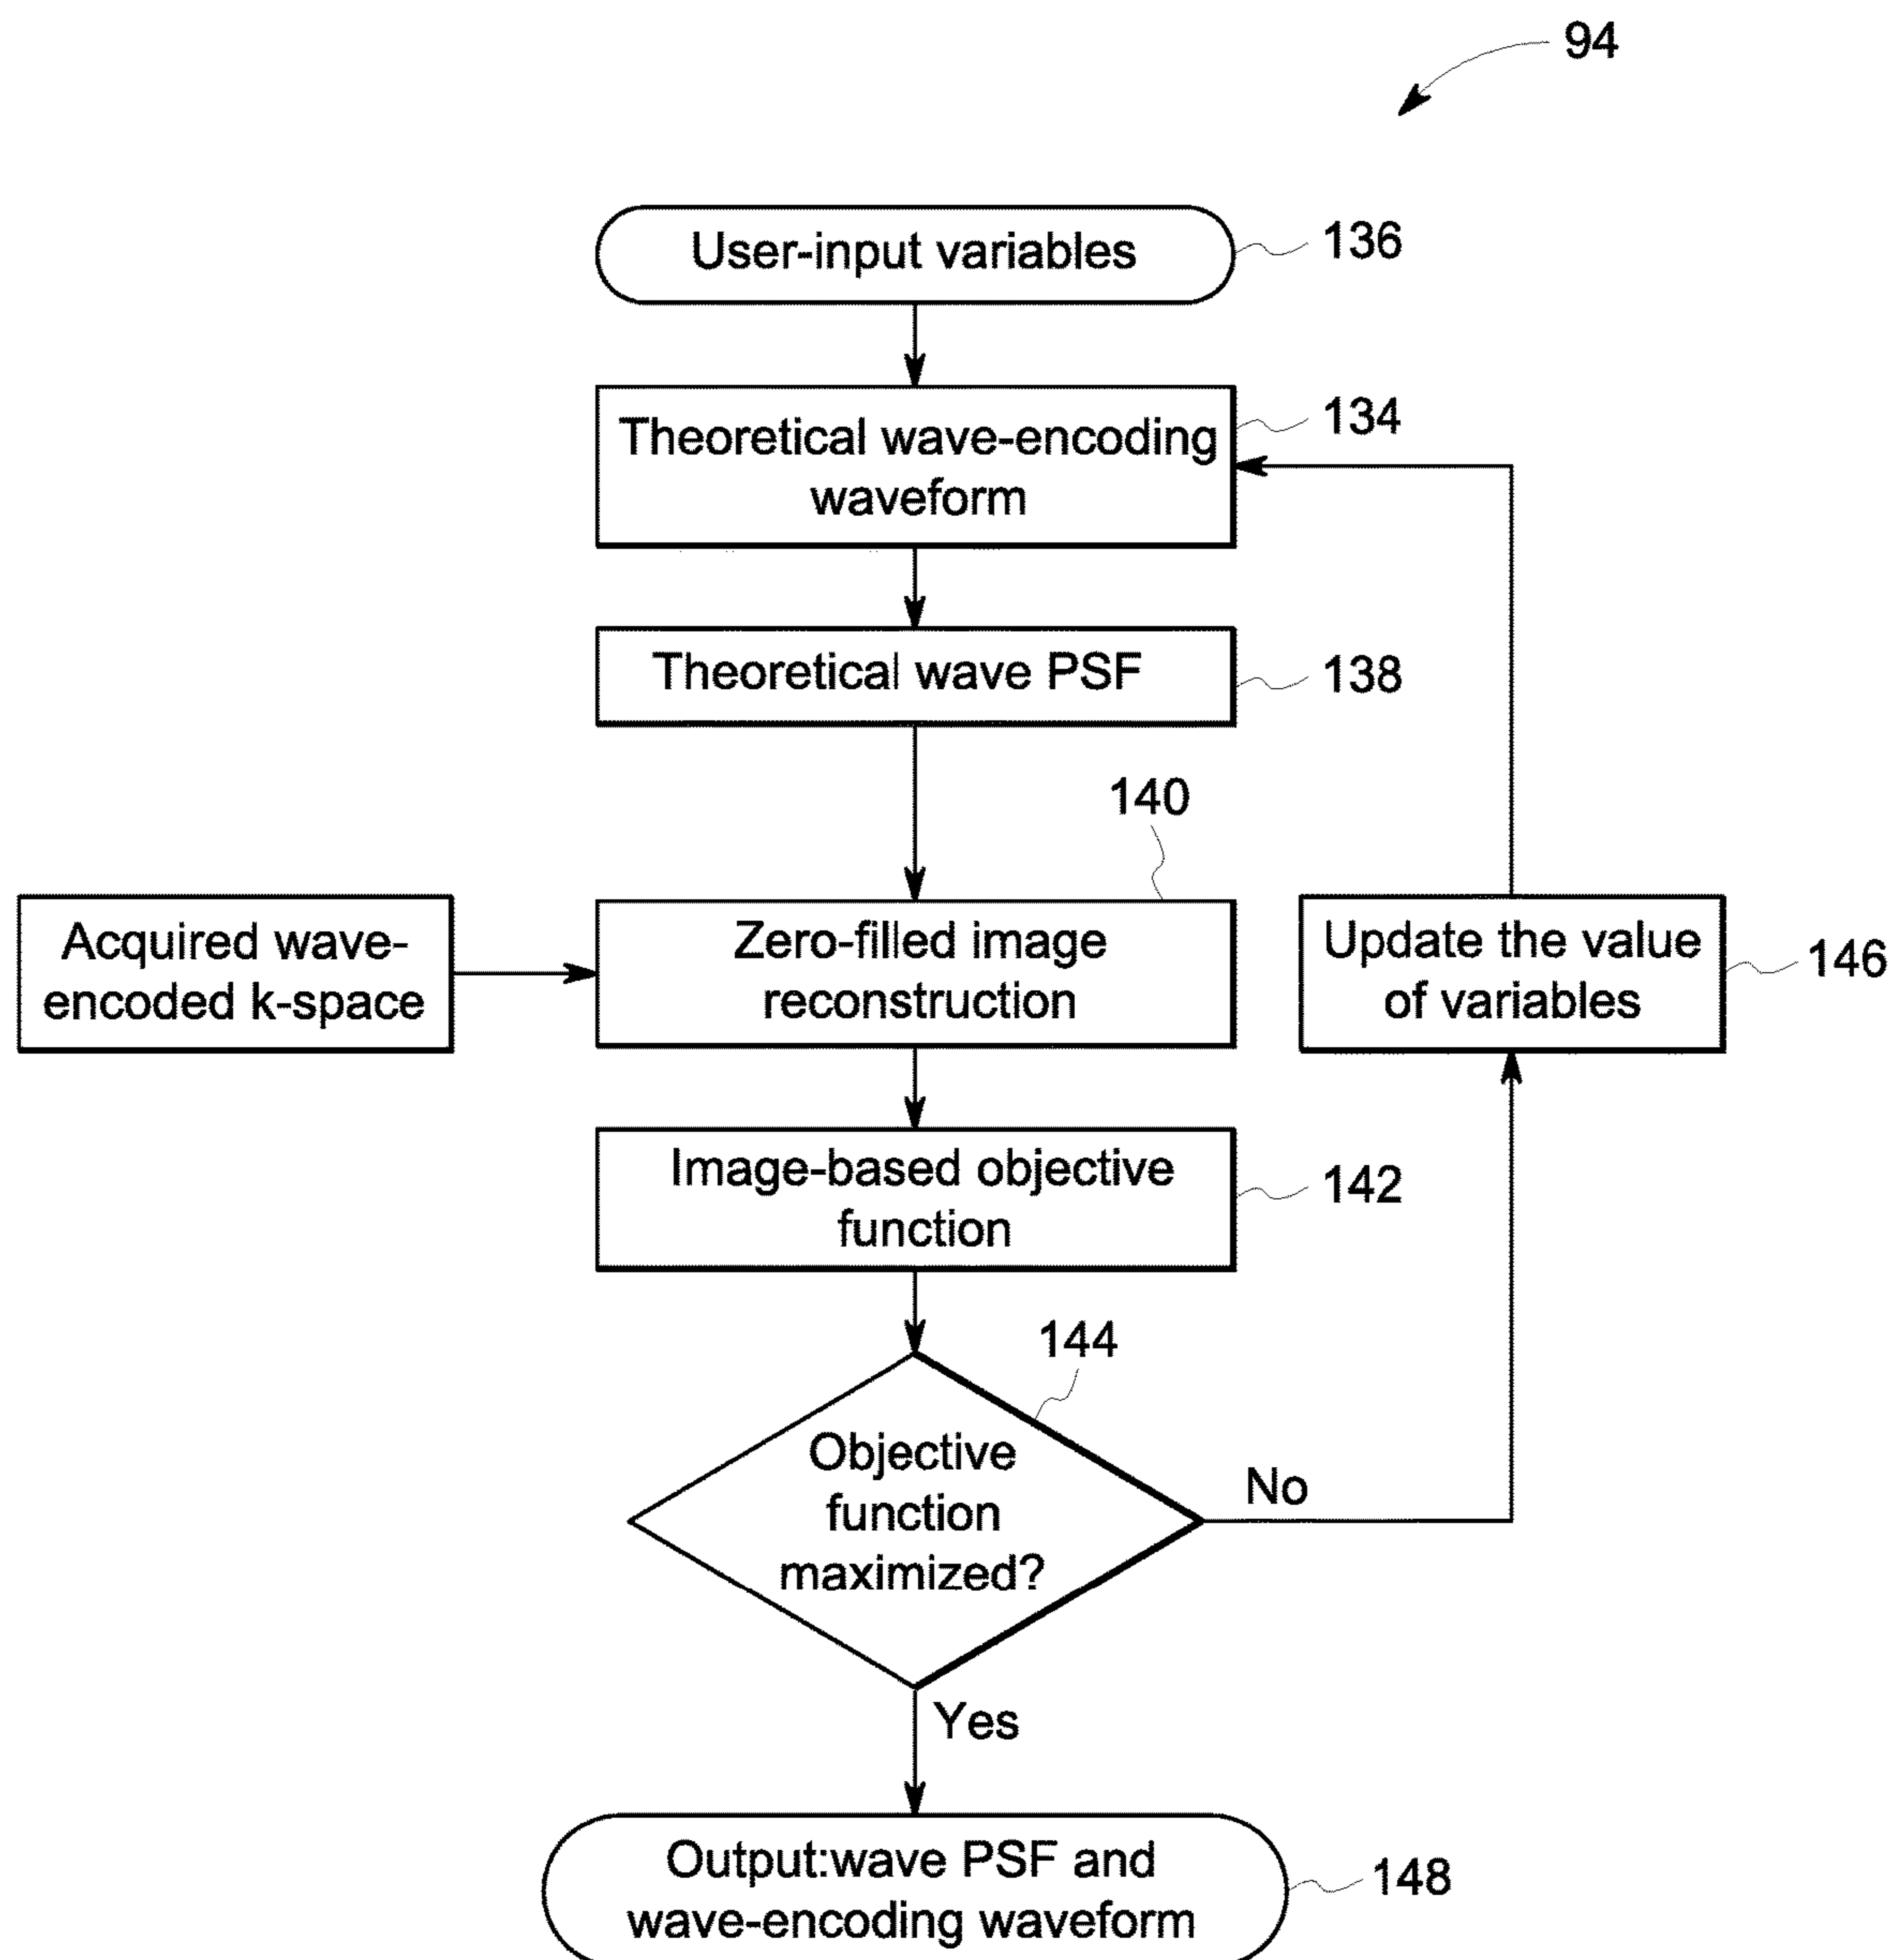 94
User-input variables
136
Theoretical wave-encoding
waveform
134
Theoretical wave PSF
138
140
Acquired wave-
encoded k-space
Zero-filled image
reconstruction
Update the value
of variables
146
Image-based objective
function
142
144
Objective
function
maximized?
No
Yes
Output:wave PSF and
wave-encoding waveform
148